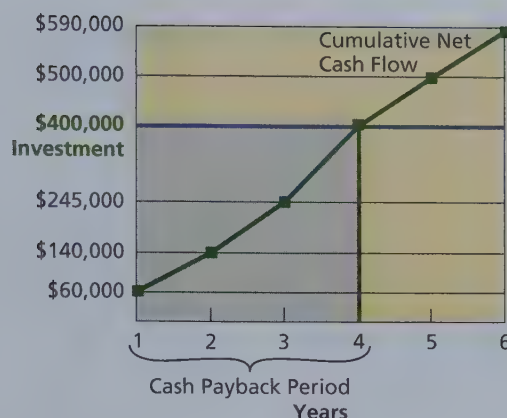 $590,000
Cumulative Net
Cash Flow
$500,000
$400,000
Investment
$245,000
$140,000
$60,000
1 2 3 4 5 6
Cash Payback Period
Years